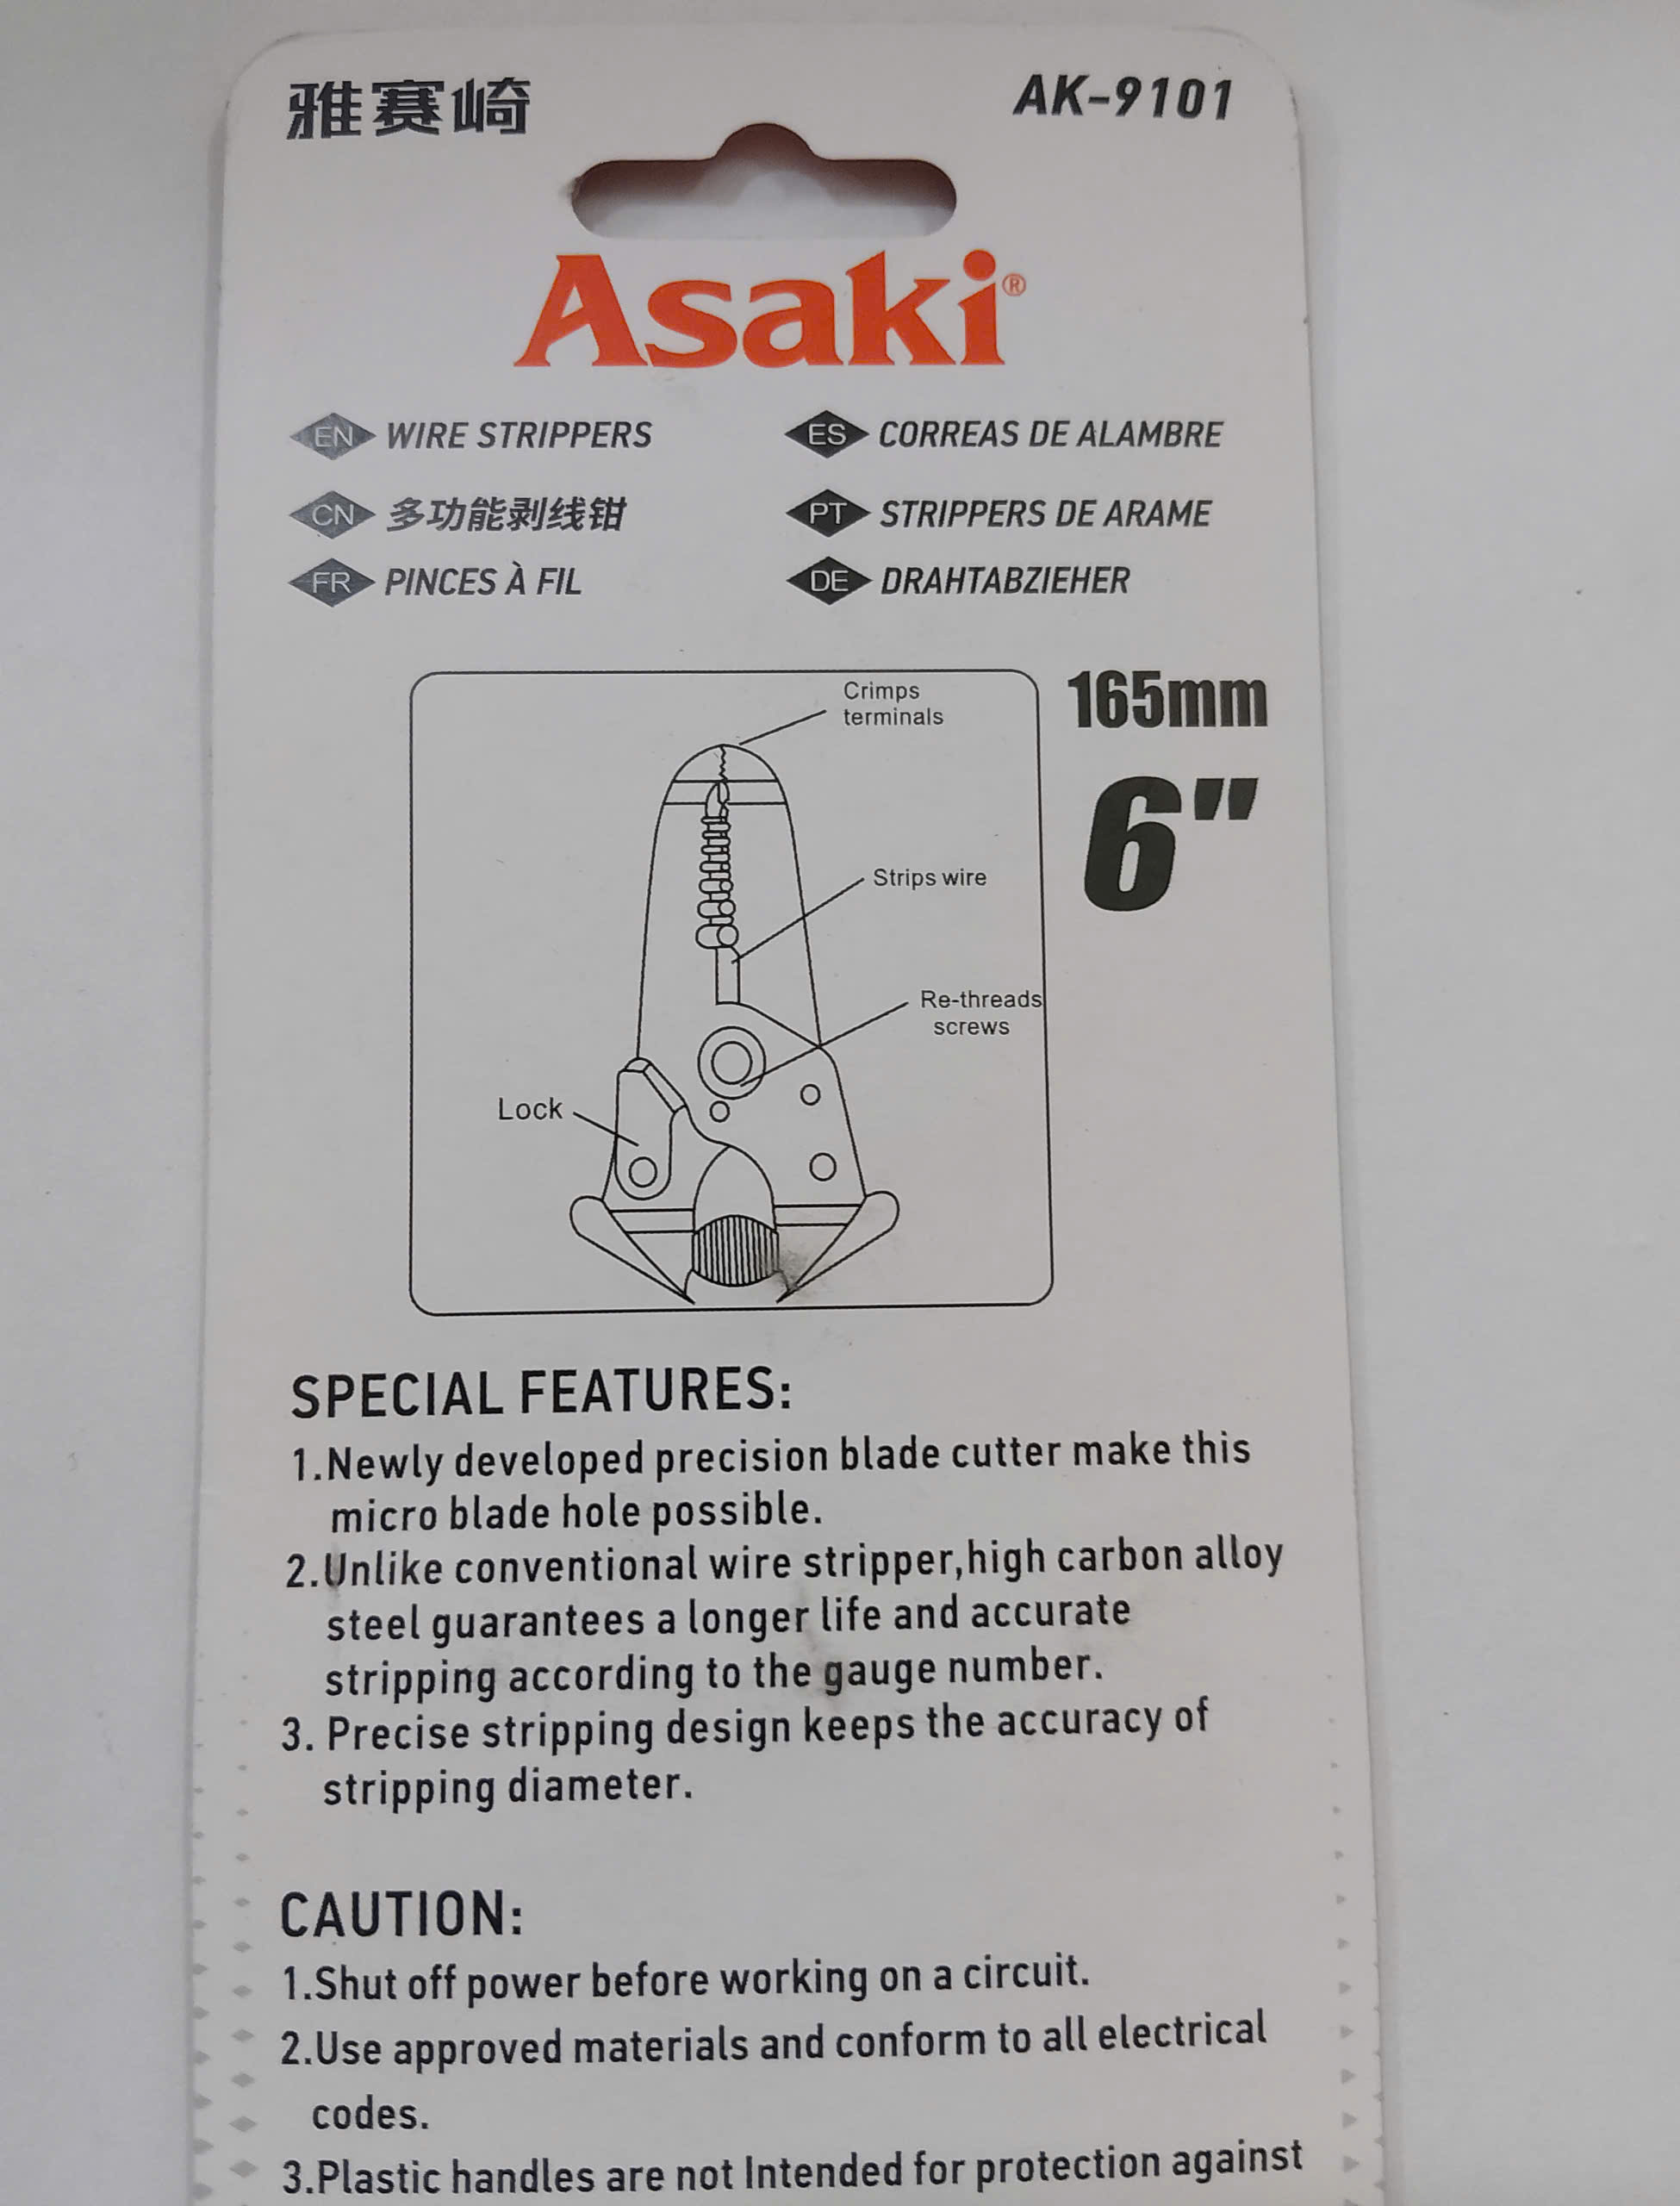 雅赛崎
AK-9101
Asaki®
EN WIRE STRIPPERS
ES CORREAS DE ALAMBRE
CN 多功能剥线钳
PT STRIPPERS DE ARAME
FR PINCES À FIL
DE DRAHTABZIEHER
165mm
6"
Crimps
terminals
Strips wire
Re-threads
screws
Lock
SPECIAL FEATURES:
1.Newly developed precision blade cutter make this
micro blade hole possible.
2.Unlike conventional wire stripper,high carbon alloy
steel guarantees a longer life and accurate
stripping according to the gauge number.
3. Precise stripping design keeps the accuracy of
stripping diameter.
CAUTION:
1.Shut off power before working on a circuit.
2.Use approved materials and conform to all electrical
codes.
3.Plastic handles are not Intended for protection against